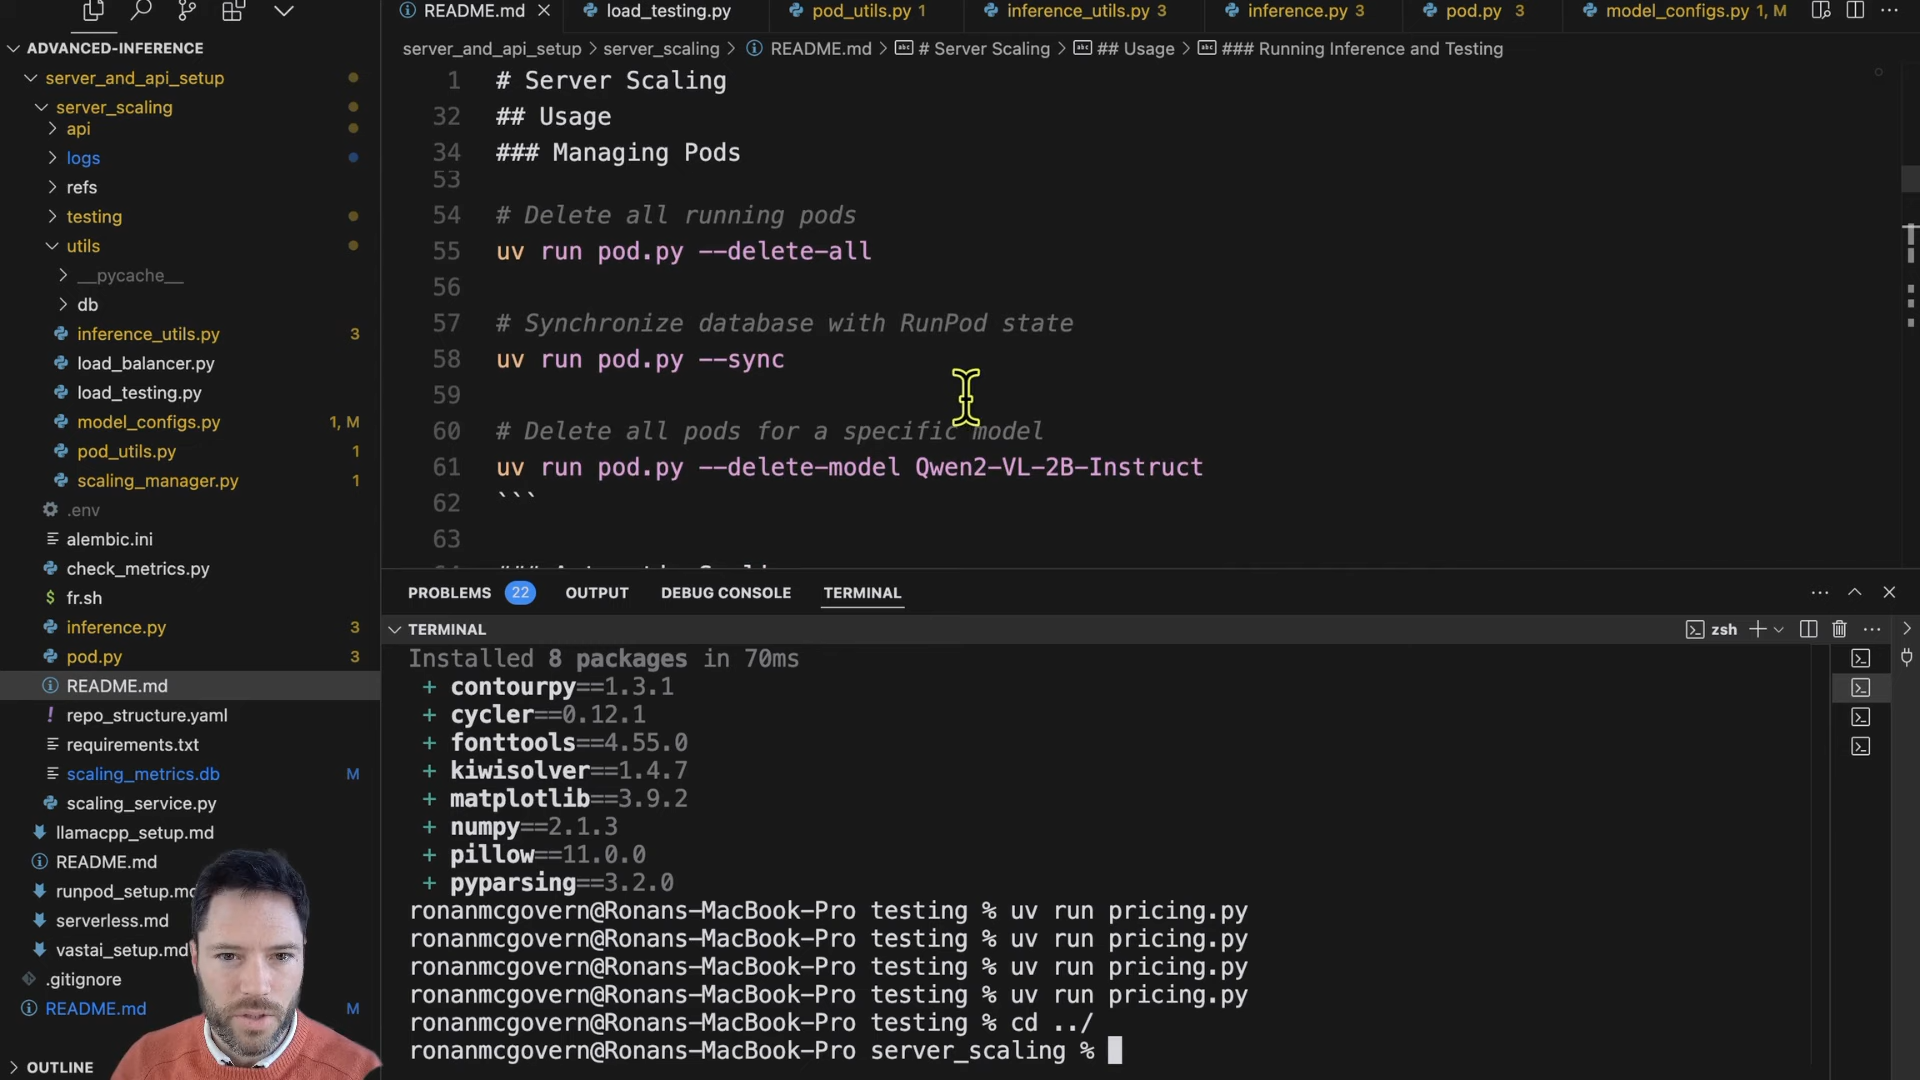 README.md
load_testing.py
pod_utils.py 1
inference_utils.py 3
inference.py 3
pod.py 3
model_configs.py 1, M
ADVANCED-INFERENCE
server_and_api_setup
server_scaling
api
logs
refs
testing
utils
__pycache__
db
inference_utils.py 3
load_balancer.py
load_testing.py
model_configs.py 1, M
pod_utils.py 1
scaling_manager.py 1
.env
alembic.ini
check_metrics.py
fr.sh
inference.py 3
pod.py 3
README.md
repo_structure.yaml
requirements.txt
scaling_metrics.db M
scaling_service.py
llamacpp_setup.md
README.md
serverless.md
vastai_setup.md
.gitignore
README.md M
OUTLINE
server_and_api_setup > server_scaling > README.md > # Server Scaling > ## Usage > ### Running Inference and Testing
1 # Server Scaling
32 ## Usage
34 ### Managing Pods
53
54 # Delete all running pods
55 uv run pod.py --delete-all
56
57 # Synchronize database with RunPod state
58 uv run pod.py --sync
59
60 # Delete all pods for a specific model
61 uv run pod.py --delete-model Qwen2-VL-2B-Instruct
62 ```
63
PROBLEMS 22 OUTPUT DEBUG CONSOLE TERMINAL
TERMINAL
zsh
Installed 8 packages in 70ms
+ contourpy==1.3.1
+ cycler==0.12.1
+ fonttools==4.55.0
+ kiwisolver==1.4.7
+ matplotlib==3.9.2
+ numpy==2.1.3
+ pillow==11.0.0
+ pyparsing==3.2.0
ronanmcgovern@Ronans-MacBook-Pro testing % uv run pricing.py
ronanmcgovern@Ronans-MacBook-Pro testing % uv run pricing.py
ronanmcgovern@Ronans-MacBook-Pro testing % uv run pricing.py
ronanmcgovern@Ronans-MacBook-Pro testing % uv run pricing.py
ronanmcgovern@Ronans-MacBook-Pro testing % cd ../
ronanmcgovern@Ronans-MacBook-Pro server_scaling %